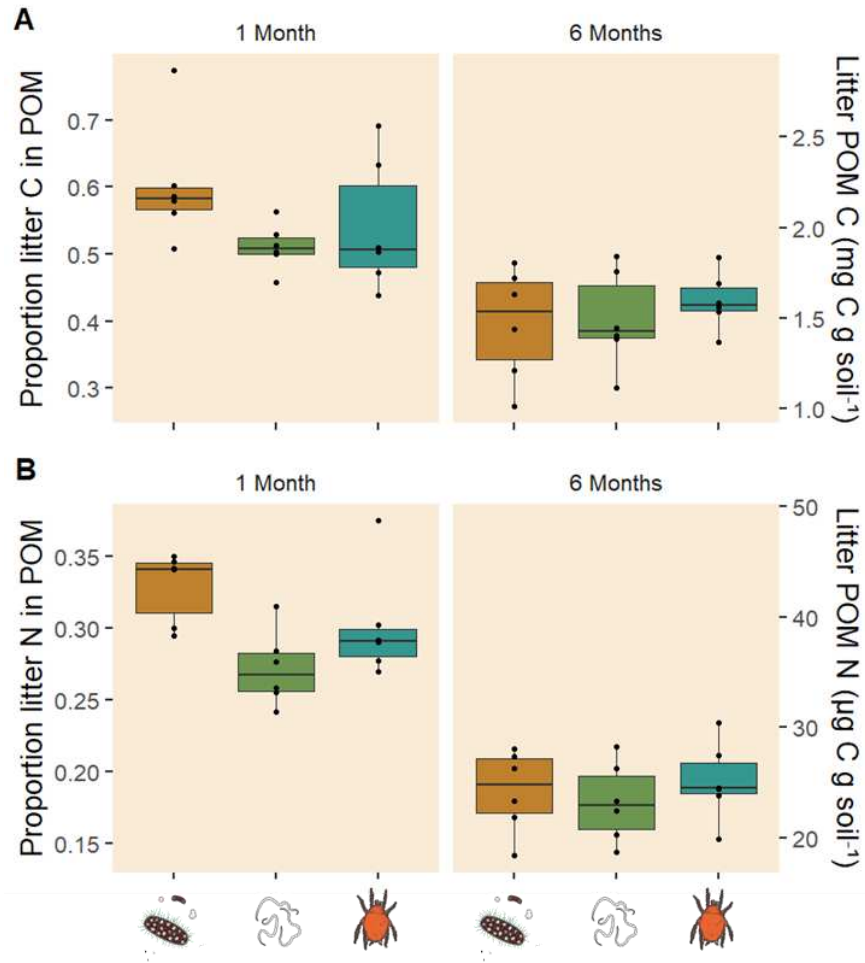 A
1 Month
6 Months
Proportion litter C in POM
0.7
0.6
0.5
0.4
0.3
2.5
2.0
1.5
1.0
Litter POM C (mg C g soil⁻¹)
B
1 Month
6 Months
Proportion litter N in POM
0.35
0.30
0.25
0.20
0.15
50
40
30
20
Litter POM N (µg C g soil⁻¹)